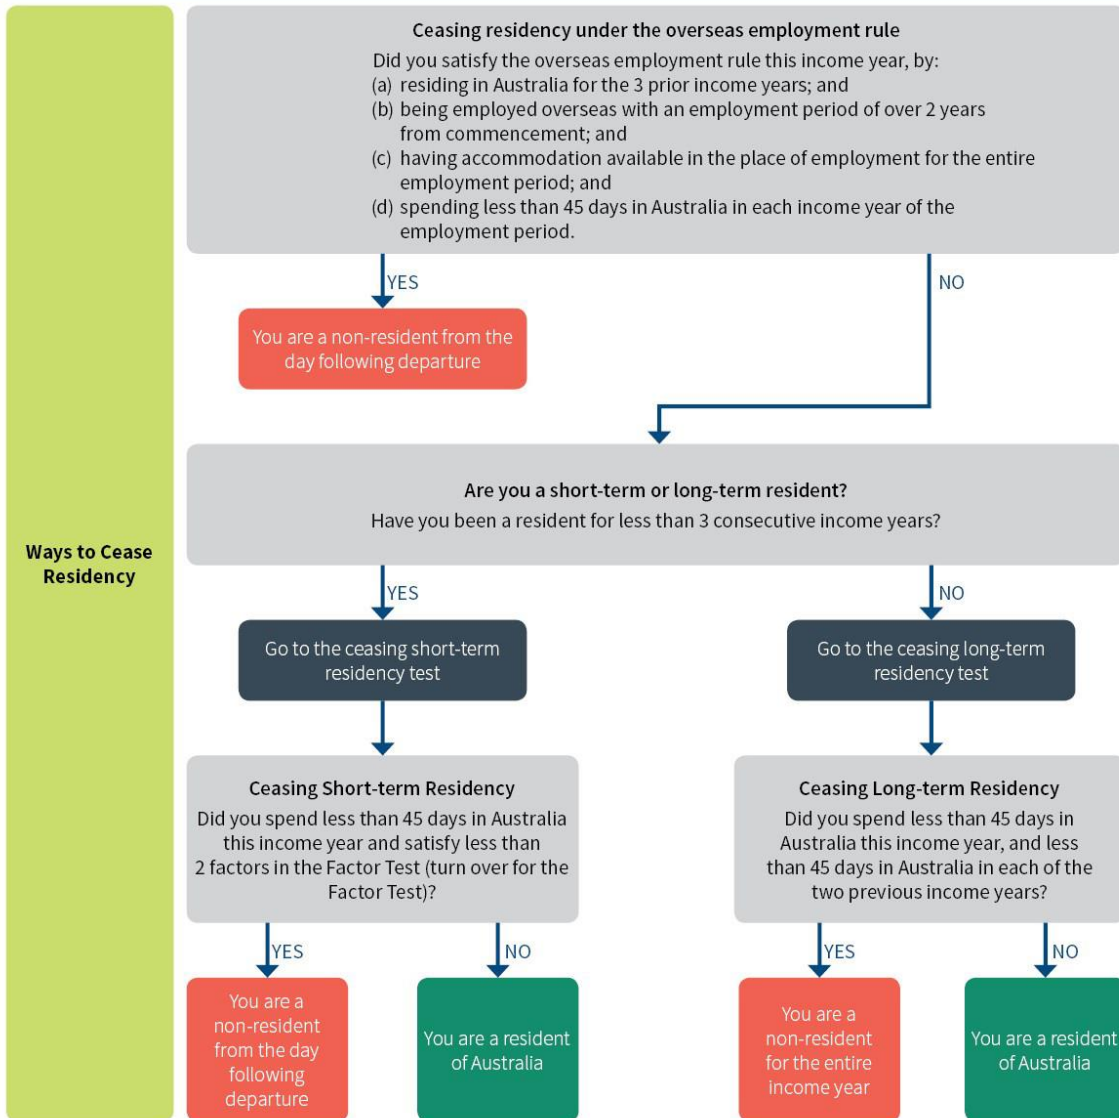 Ways to Cease
Residency
Ceasing residency under the overseas employment rule
Did you satisfy the overseas employment rule this income year, by:
(a) residing in Australia for the 3 prior income years; and
(b) being employed overseas with an employment period of over 2 years
from commencement; and
(c) having accommodation available in the place of employment for the entire
employment period; and
(d) spending less than 45 days in Australia in each income year of the
employment period.
YES
NO
You are a non-resident from the
day following departure
Are you a short-term or long-term resident?
Have you been a resident for less than 3 consecutive income years?
YES
NO
Go to the ceasing short-term
residency test
Go to the ceasing long-term
residency test
Ceasing Short-term Residency
Did you spend less than 45 days in Australia
this income year and satisfy less than
2 factors in the Factor Test (turn over for the
Factor Test)?
Ceasing Long-term Residency
Did you spend less than 45 days in
Australia this income year, and less
than 45 days in Australia in each of the
two previous income years?
YES
NO
YES
NO
You are a
non-resident
from the day
following
departure
You are a resident
of Australia
You are a
non-resident
for the entire
income year
You are a resident
of Australia